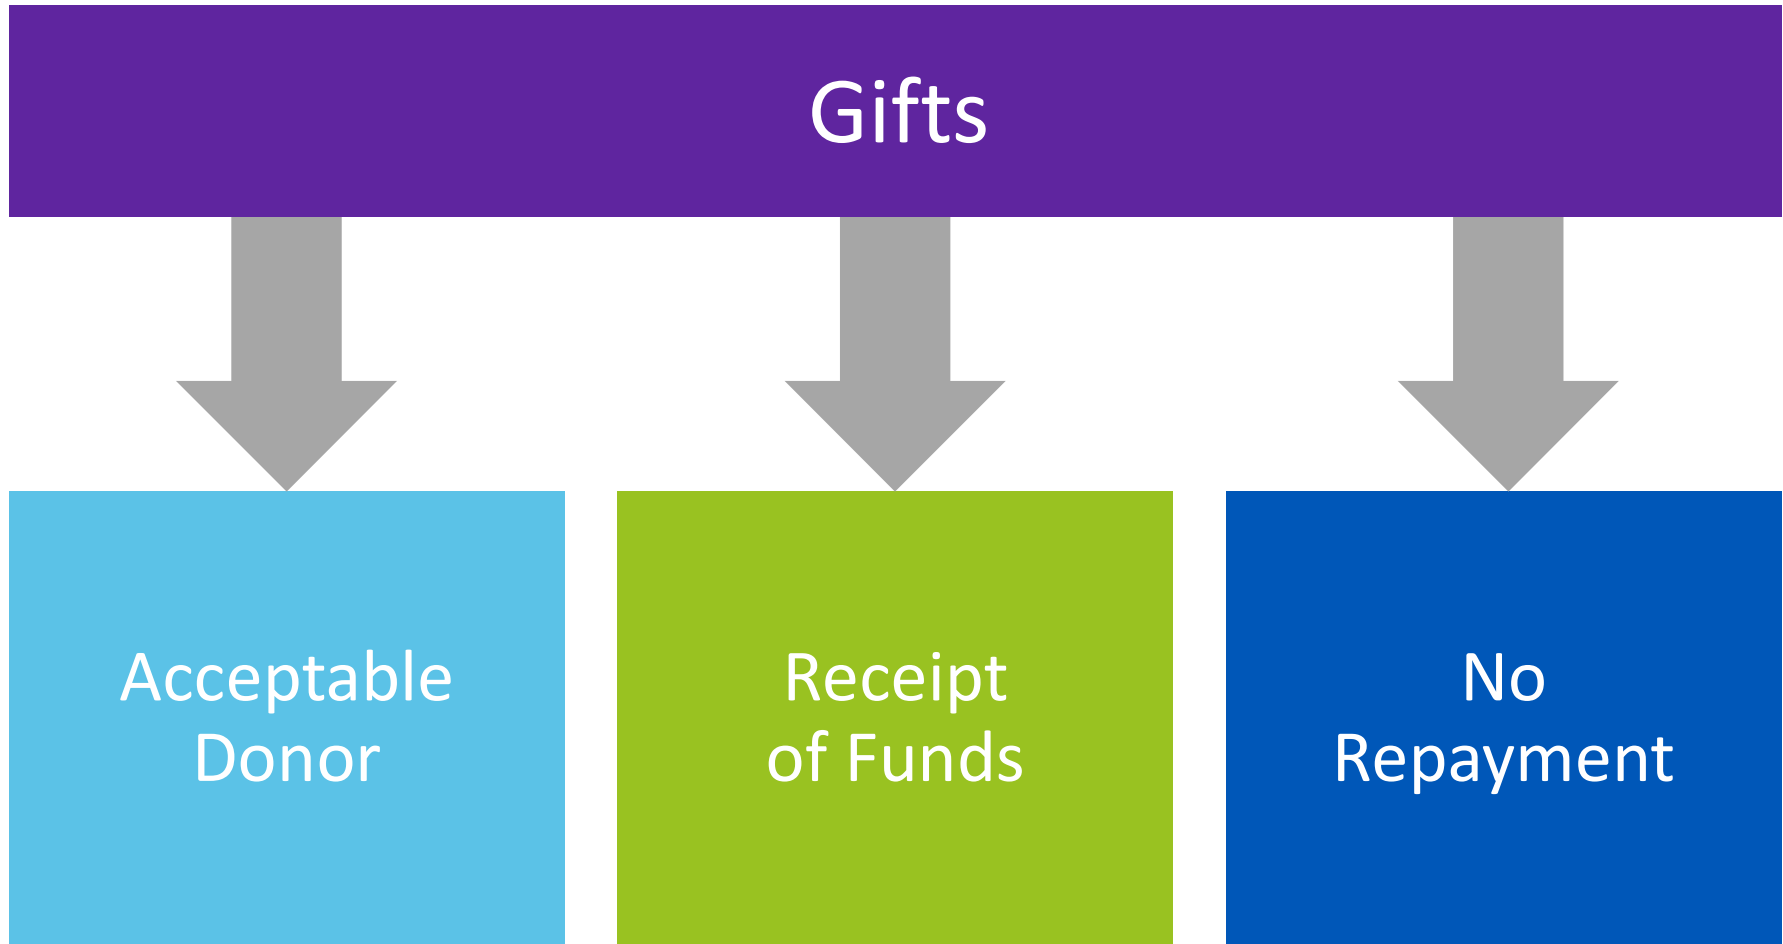 Gifts
Acceptable
Donor
Receipt
of Funds
No
Repayment